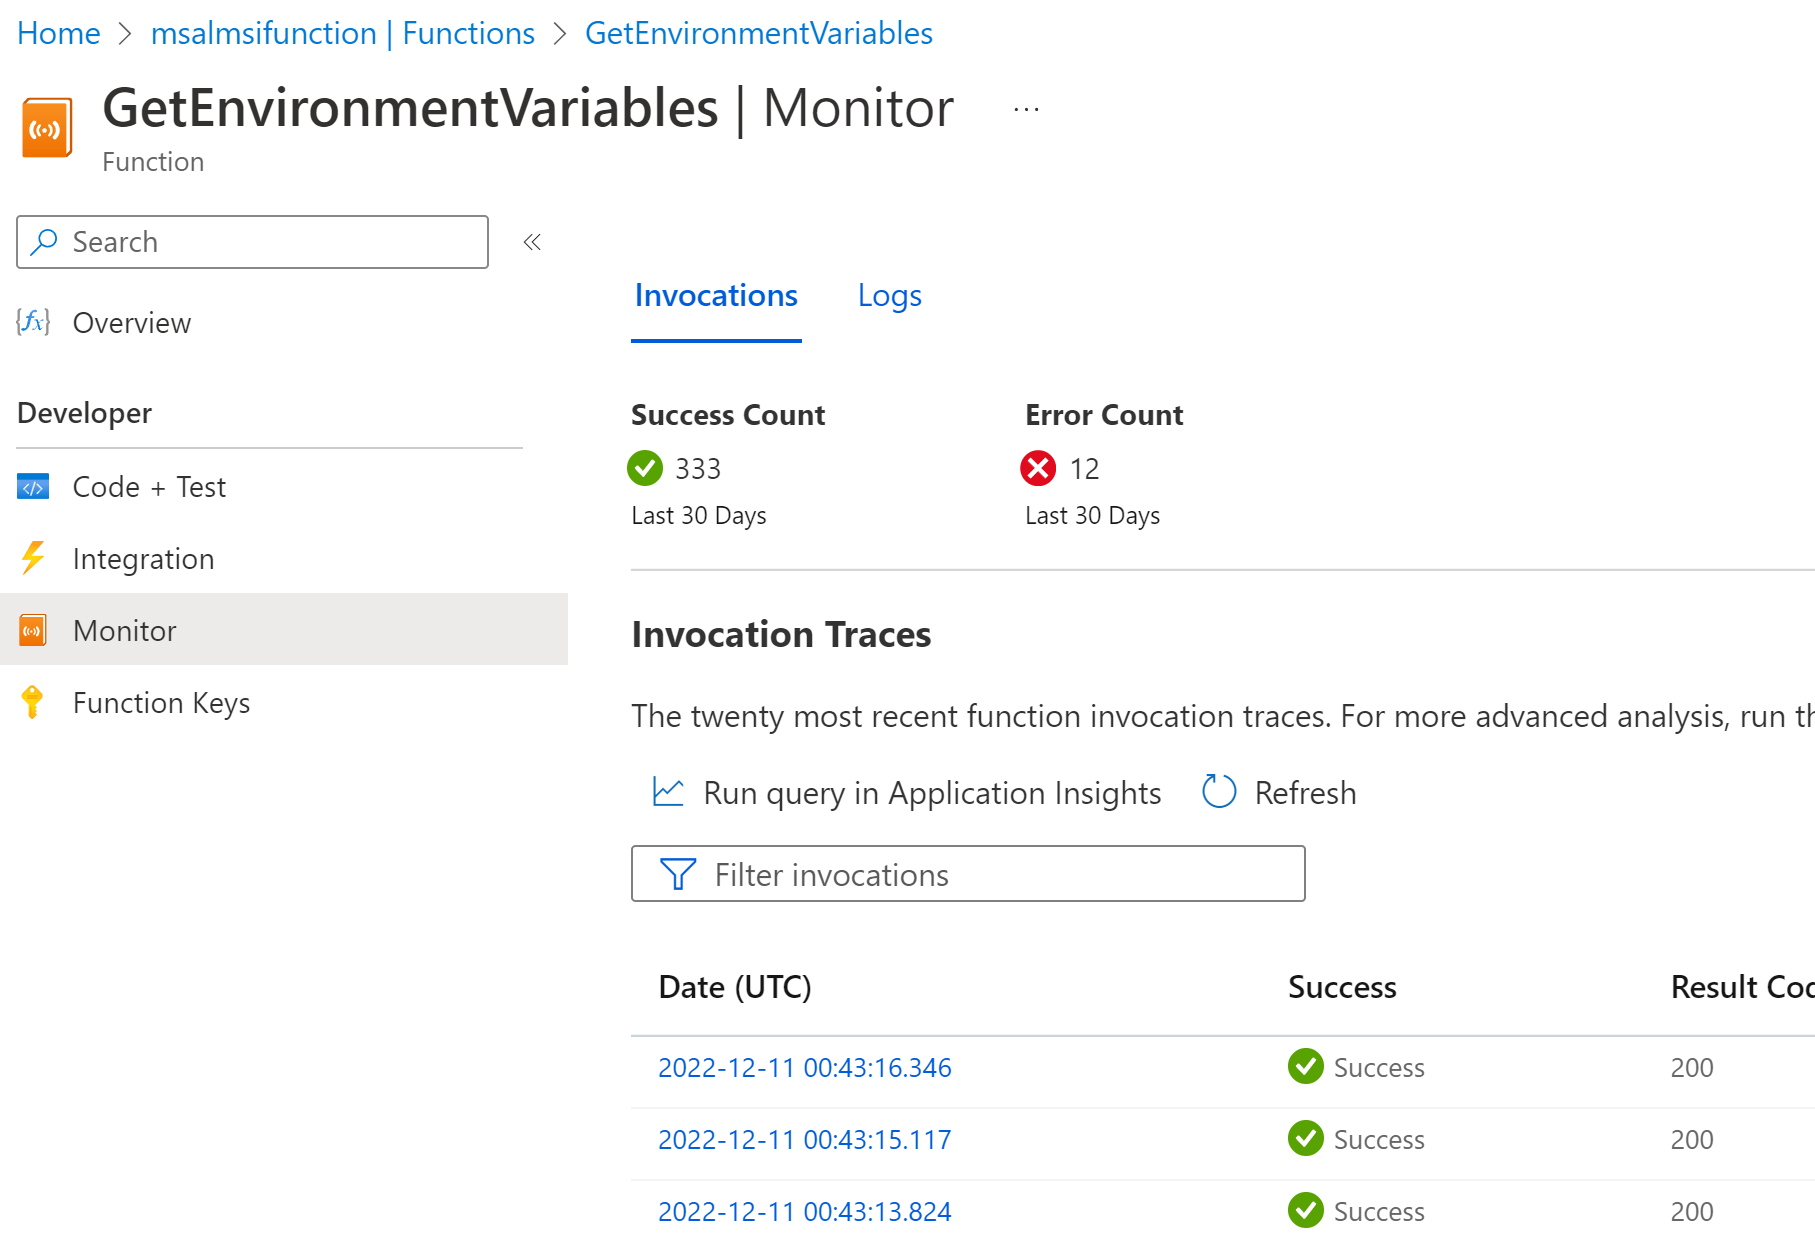 Home > msalmsifunction | Functions > GetEnvironmentVariables
GetEnvironmentVariables | Monitor ...
Function
Search
Overview
Developer
Code + Test
Integration
Monitor
Function Keys
Invocations Logs
Success Count Error Count
333 12
Last 30 Days Last 30 Days
Invocation Traces
The twenty most recent function invocation traces. For more advanced analysis, run th
Run query in Application Insights Refresh
Filter invocations
Date (UTC) Success Result Cod
2022-12-11 00:43:16.346 Success 200
2022-12-11 00:43:15.117 Success 200
2022-12-11 00:43:13.824 Success 200